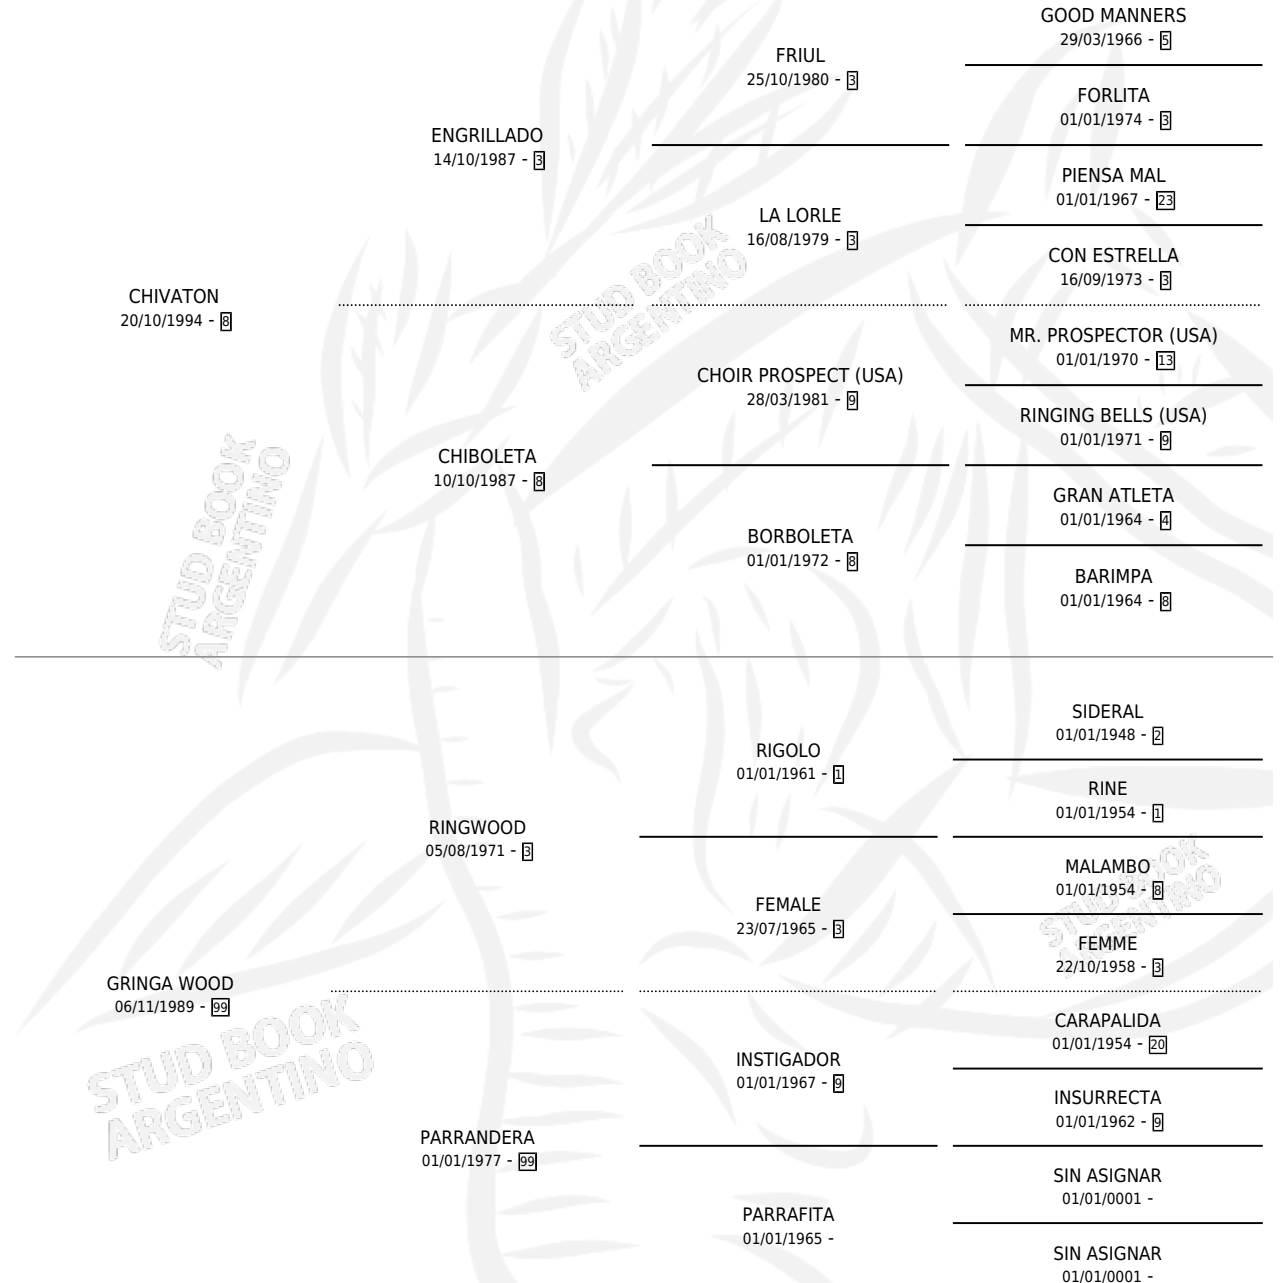 GOOD MANNERS
29/03/1966 - 5
FRIUL
25/10/1980 - 3
FORLITA
01/01/1974 - 3
ENGRILLADO
14/10/1987 - 3
PIENSA MAL
01/01/1967 - 23
LA LORLE
16/08/1979 - 3
CON ESTRELLA
16/09/1973 - 3
CHIVATON
20/10/1994 - 8
MR. PROSPECTOR (USA)
01/01/1970 - 13
CHOIR PROSPECT (USA)
28/03/1981 - 9
RINGING BELLS (USA)
01/01/1971 - 9
CHIBOLETA
10/10/1987 - 8
GRAN ATLETA
01/01/1964 - 4
BORBOLETA
01/01/1972 - 8
BARIMPA
01/01/1964 - 8
STUD BOOK
ARGENTINO
STUD BOOK
ARGENTINO
SIDERAL
01/01/1948 - 2
RIGOLO
01/01/1961 - 1
RINE
01/01/1954 - 1
RINGWOOD
05/08/1971 - 3
MALAMBO
01/01/1954 - 8
FEMALE
23/07/1965 - 3
FEMME
22/10/1958 - 3
STUD BOOK
ARGENTINO
GRINGA WOOD
06/11/1989 - 99
CARAPALIDA
01/01/1954 - 20
INSTIGADOR
01/01/1967 - 9
INSURRECTA
01/01/1962 - 9
STUD BOOK
ARGENTINO
PARRANDERA
01/01/1977 - 99
SIN ASIGNAR
01/01/0001 -
PARRAFITA
01/01/1965 -
SIN ASIGNAR
01/01/0001 -